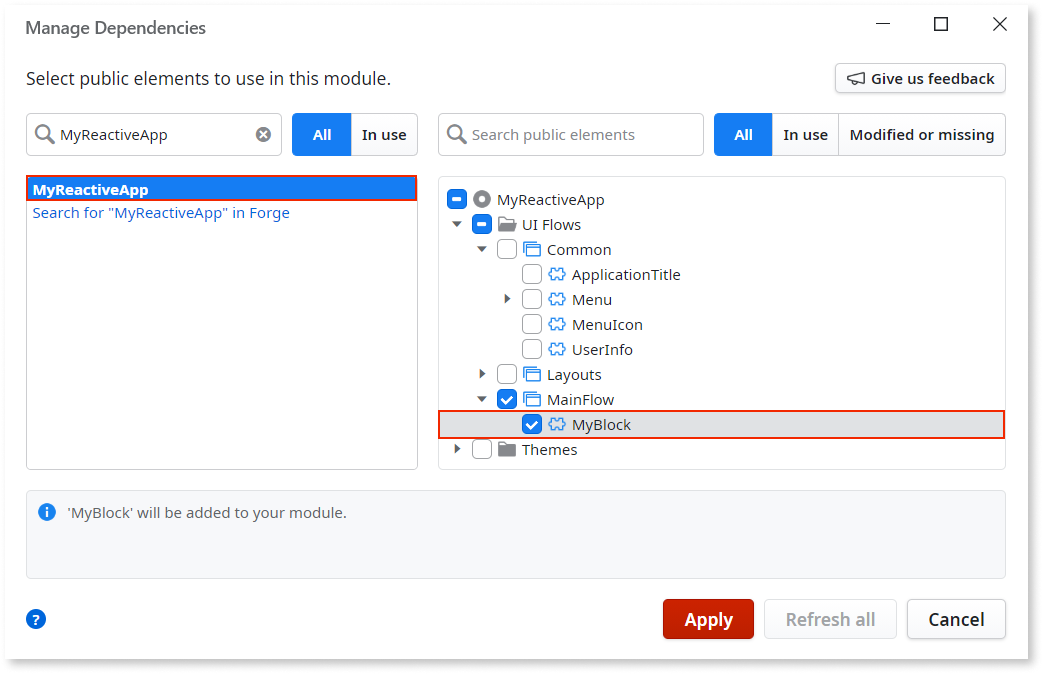 Manage Dependencies
Select public elements to use in this module.
Give us feedback
MyReactiveApp
All
In use
Search public elements
All
In use
Modified or missing
MyReactiveApp
Search for "MyReactiveApp" in Forge
MyReactiveApp
UI Flows
Common
ApplicationTitle
Menu
MenuIcon
UserInfo
Layouts
MainFlow
MyBlock
Themes
'MyBlock' will be added to your module.
?
Apply
Refresh all
Cancel